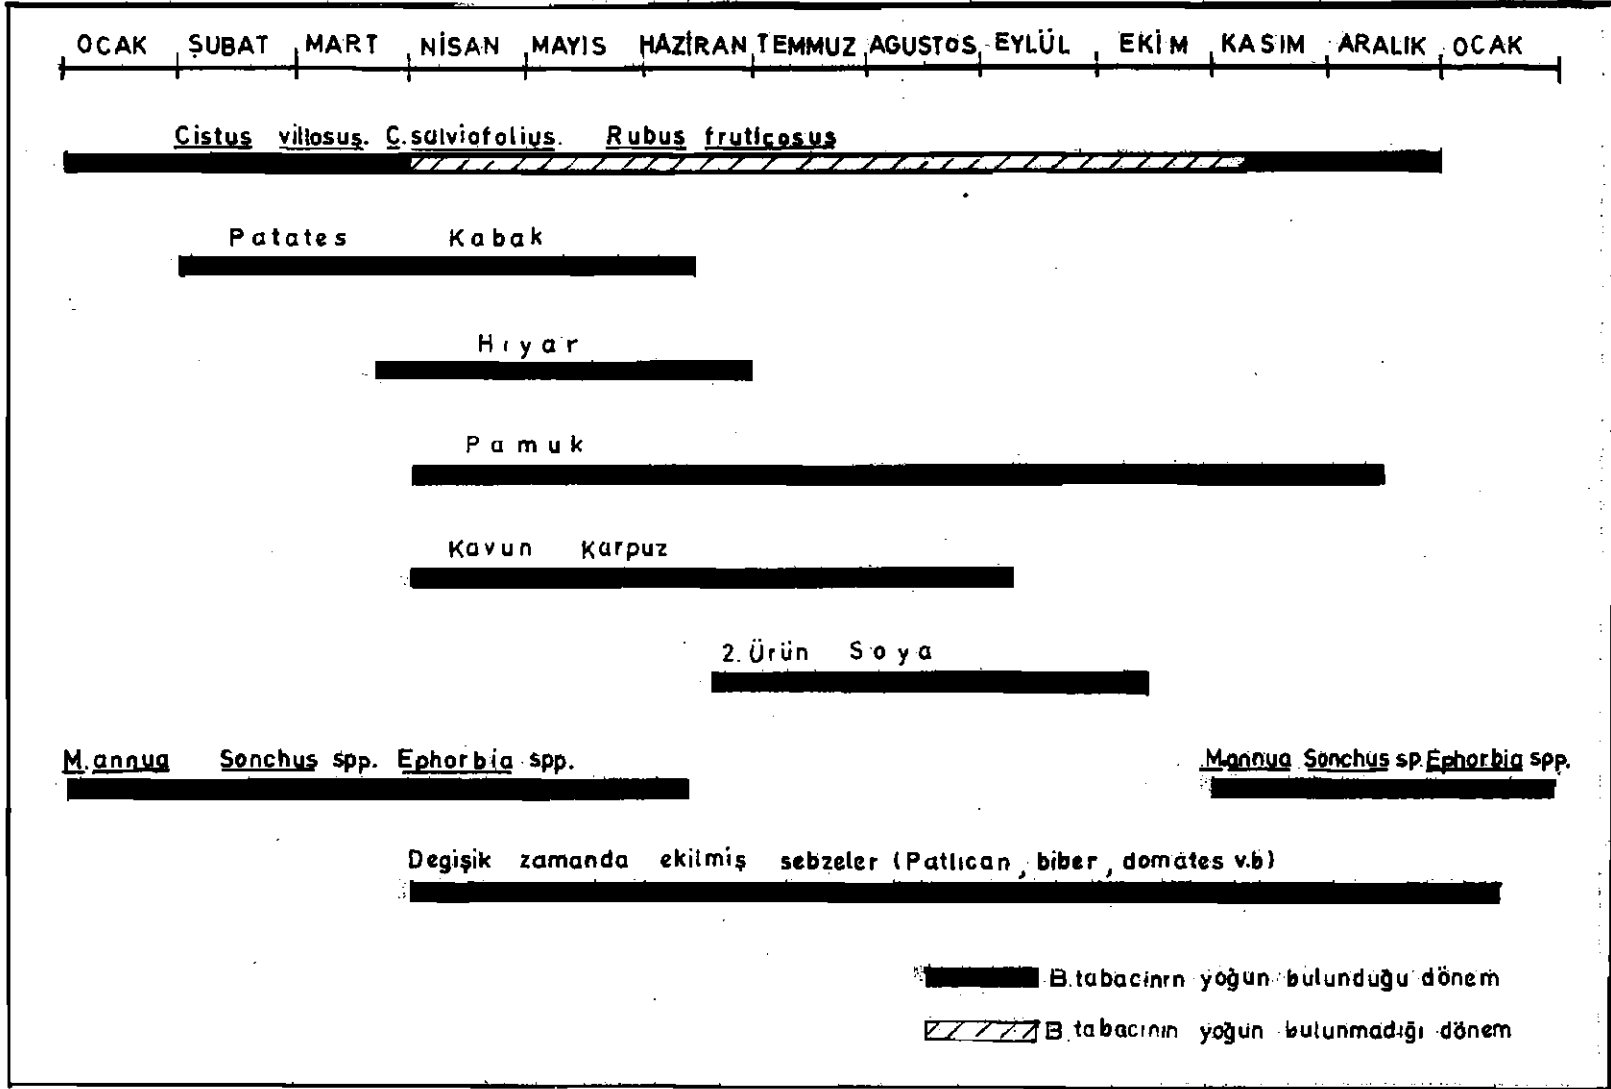 OCAK ŞUBAT MART NİSAN MAYIS HAZİRAN TEMMUZ AGUSTOS EYLÜL EKİM KASIM ARALIK OCAK
Cistus villosus. C.salviafolius. Rubus fruticosus
Patates Kabak
Hıyar
Pamuk
Kavun Karpuz
2. Ürün Soya
M.annua Sonchus spp. Ephorbia spp. M.annua Sonchus sp. Ephorbia spp.
Degişik zamanda ekilmiş sebzeler (Patlıcan, biber, domates v.b)
B.tabacinın yoğun bulunduğu dönem
B.tabacının yoğun bulunmadığı dönem